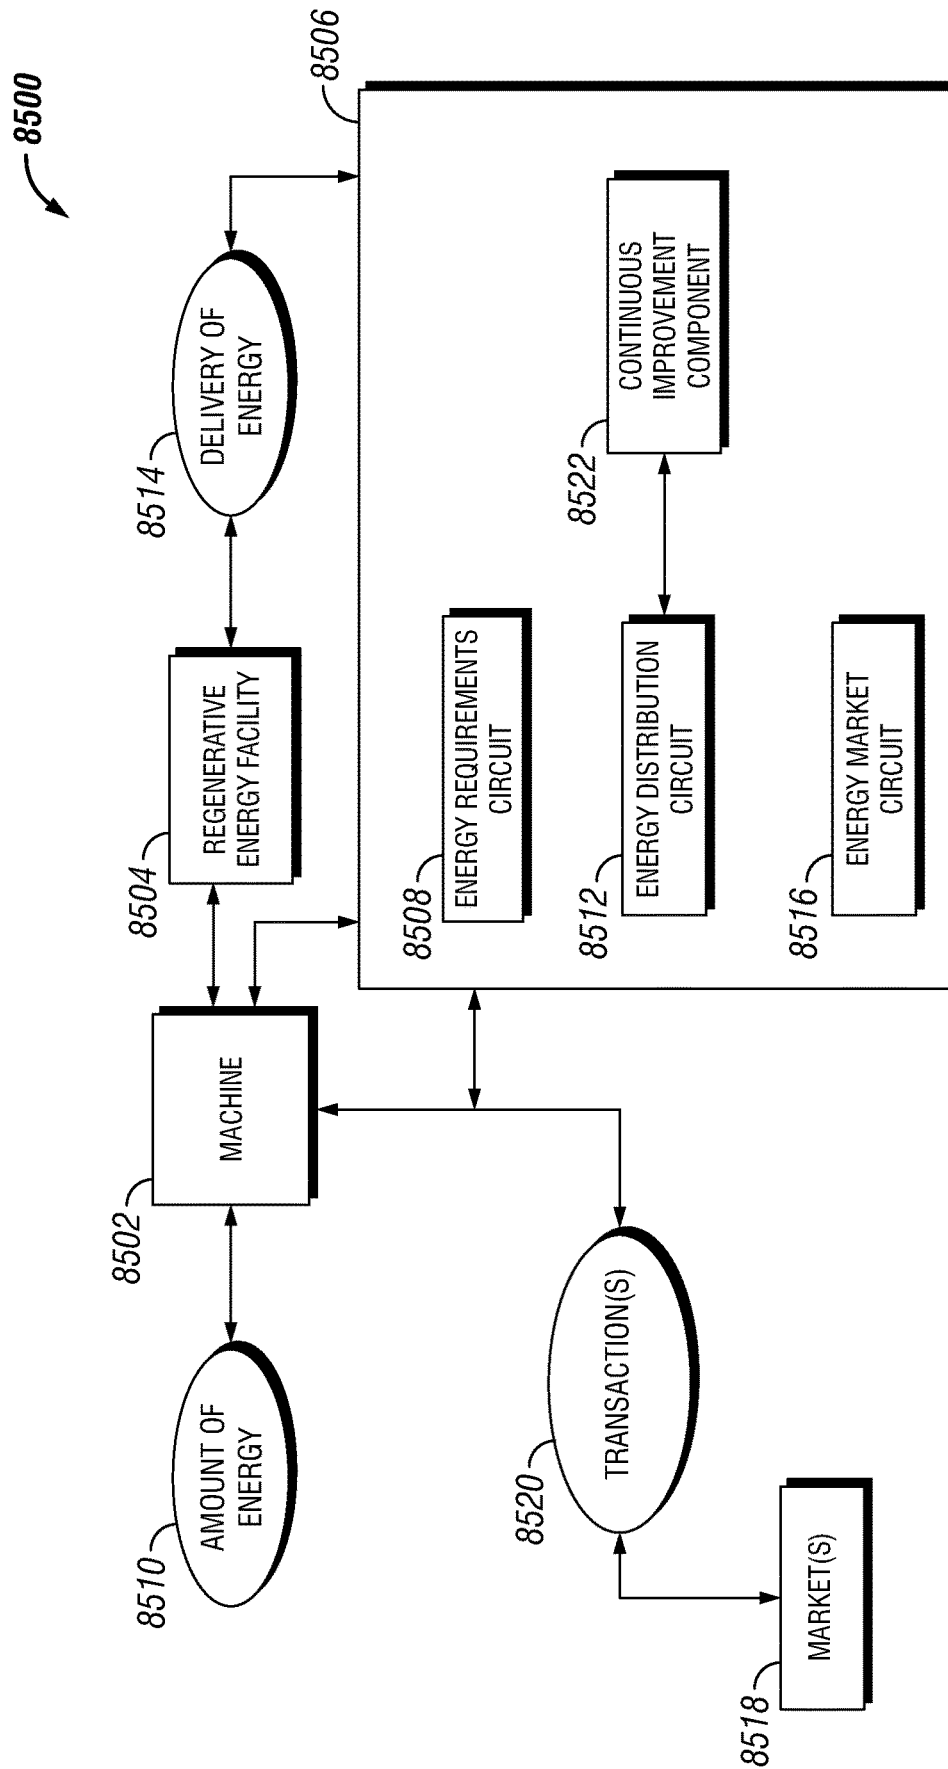 8500
8510
AMOUNT OF
ENERGY
8502
MACHINE
8504
REGENERATIVE
ENERGY FACILITY
8514
DELIVERY OF
ENERGY
8506
8508
ENERGY REQUIREMENTS
CIRCUIT
8512
ENERGY DISTRIBUTION
CIRCUIT
8522
CONTINUOUS
IMPROVEMENT
COMPONENT
8516
ENERGY MARKET
CIRCUIT
8520
TRANSACTION(S)
8518
MARKET(S)